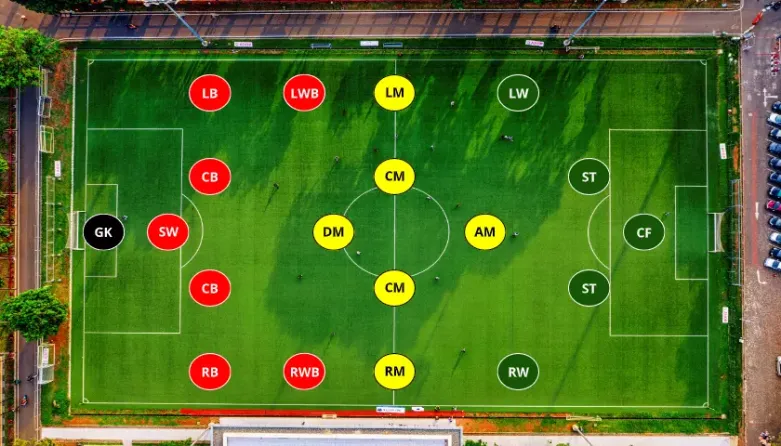 LB LWB LM LW
CB CM ST
GK SW DM AM CF
CB CM ST
RB RWB RM RW